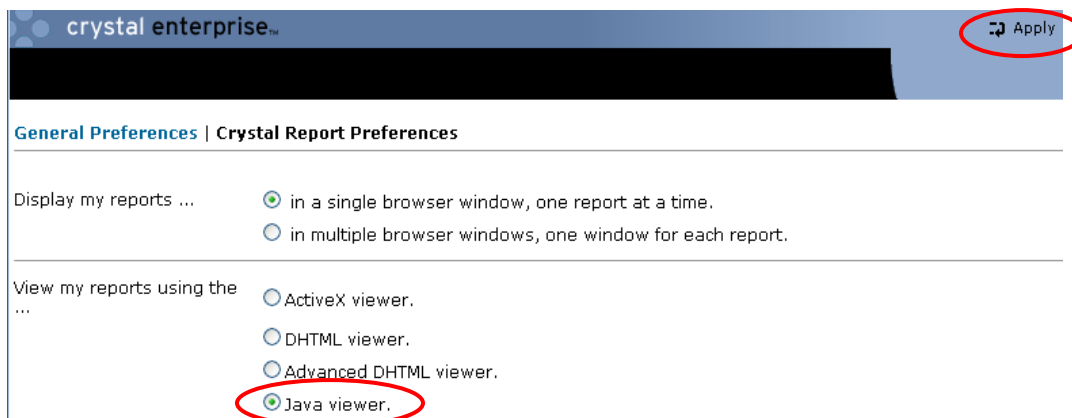 crystal enterprise™
Apply
General Preferences | Crystal Report Preferences
Display my reports ...
in a single browser window, one report at a time.
in multiple browser windows, one window for each report.
View my reports using the
...
ActiveX viewer.
DHTML viewer.
Advanced DHTML viewer.
Java viewer.